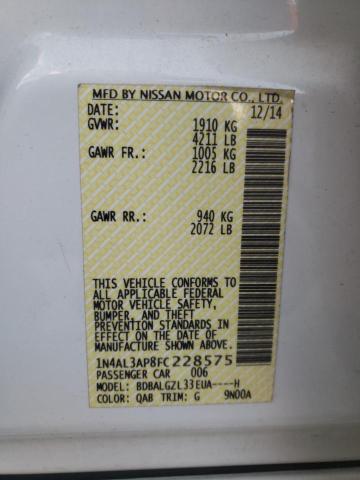 MFD BY NISSAN MOTOR CO., LTD.
DATE: 12/14
GVWR: 1910 KG
4211 LB
GAWR FR.: 1005 KG
2216 LB
GAWR RR.: 940 KG
2072 LB
THIS VEHICLE CONFORMS TO
ALL APPLICABLE FEDERAL
MOTOR VEHICLE SAFETY,
BUMPER, AND THEFT
PREVENTION STANDARDS IN
EFFECT ON THE DATE OF
MANUFACTURE SHOWN ABOVE.
1N4AL3AP8FC228575
PASSENGER CAR 006
MODEL: BDBALGZL33EUA----H
COLOR: QAB TRIM: G 9N00A